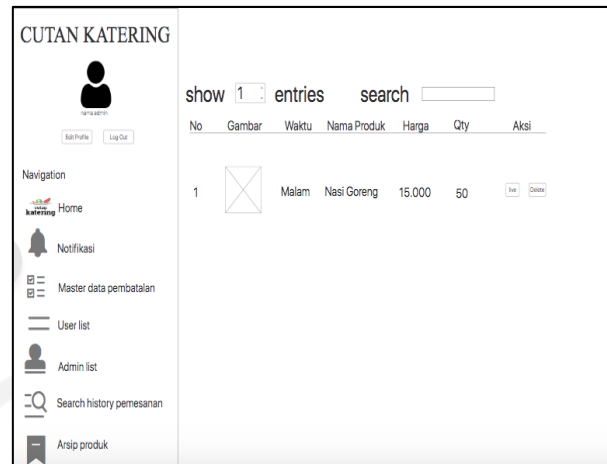 CUTAN KATERING
nama admin
Edit Profile Log Out
Navigation
cutan katering Home
Notifikasi
Master data pembatalan
User list
Admin list
Search history pemesanan
Arsip produk
show 1 entries search
No Gambar Waktu Nama Produk Harga Qty Aksi
1 Malam Nasi Goreng 15.000 50 live Delete